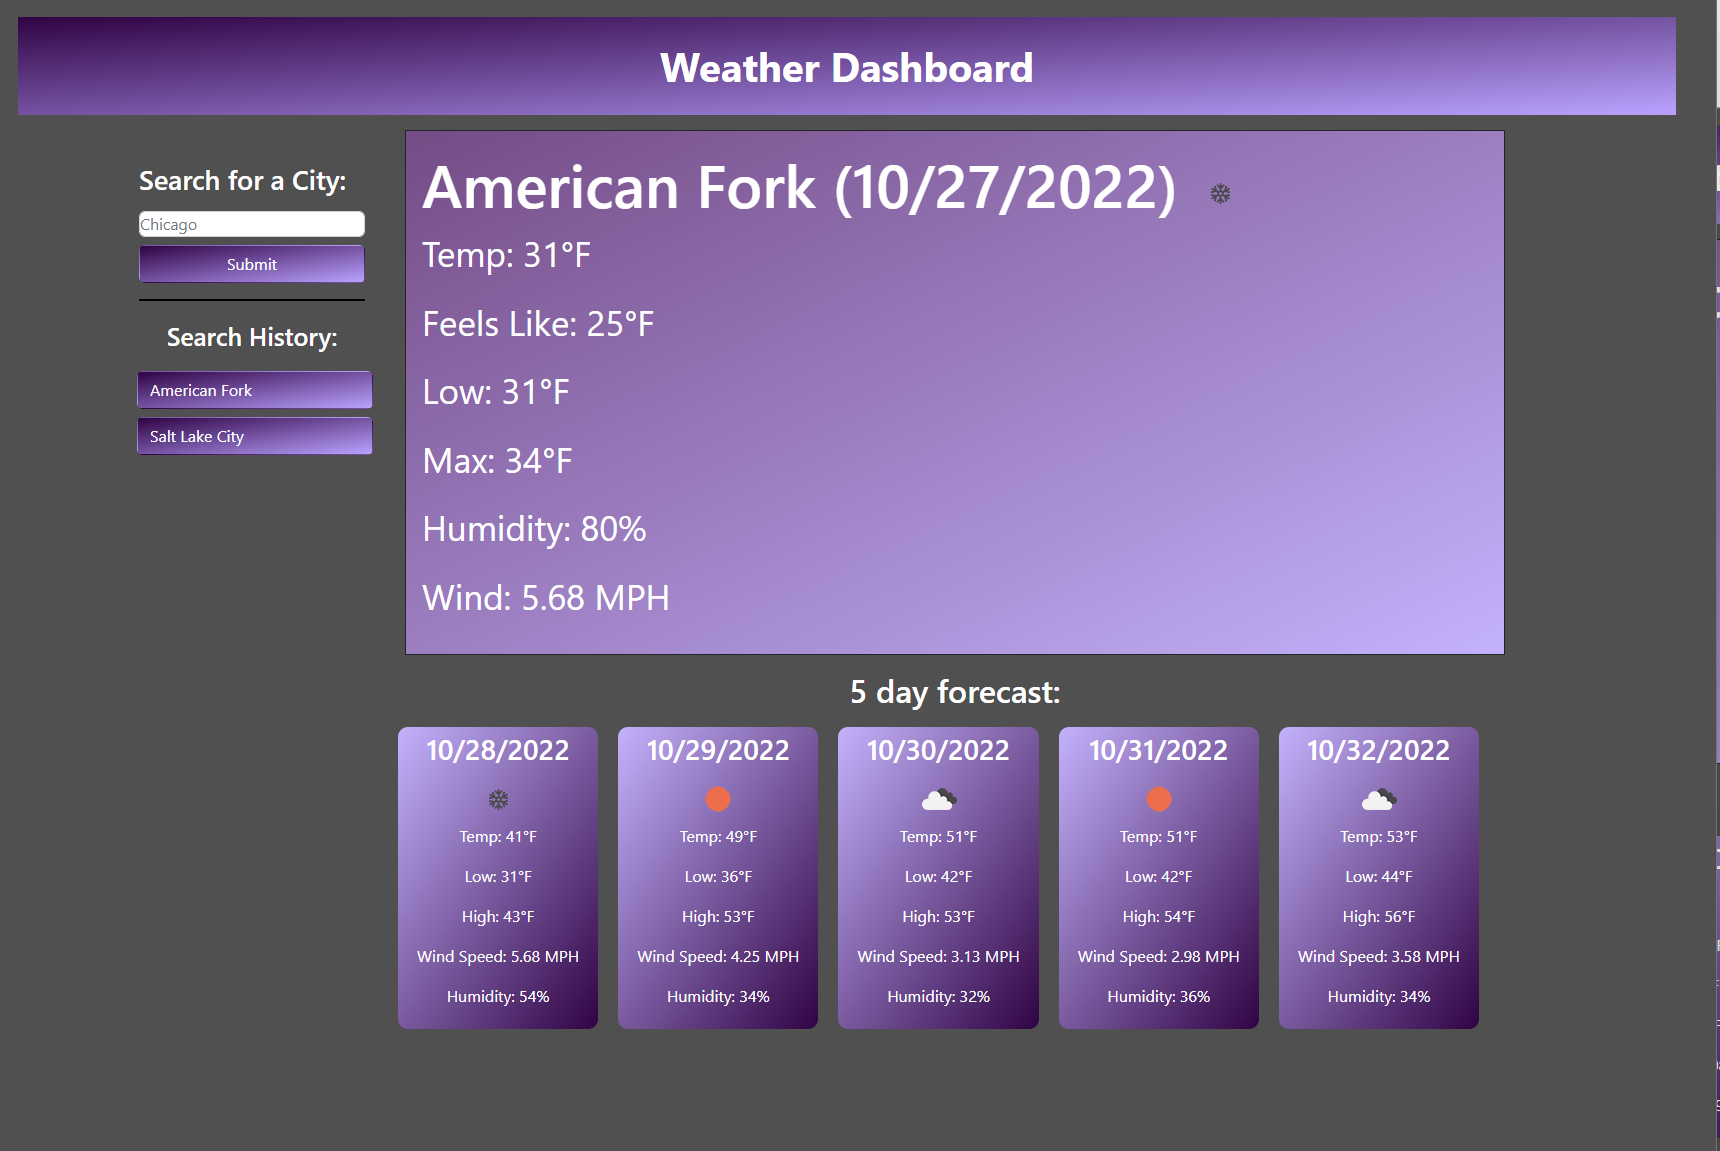 Weather Dashboard
Search for a City:
Chicago
Submit
Search History:
American Fork
Salt Lake City
American Fork (10/27/2022)
Temp: 31°F
Feels Like: 25°F
Low: 31°F
Max: 34°F
Humidity: 80%
Wind: 5.68 MPH
5 day forecast:
10/28/2022
Temp: 41°F
Low: 31°F
High: 43°F
Wind Speed: 5.68 MPH
Humidity: 54%
10/29/2022
Temp: 49°F
Low: 36°F
High: 53°F
Wind Speed: 4.25 MPH
Humidity: 34%
10/30/2022
Temp: 51°F
Low: 42°F
High: 53°F
Wind Speed: 3.13 MPH
Humidity: 32%
10/31/2022
Temp: 51°F
Low: 42°F
High: 54°F
Wind Speed: 2.98 MPH
Humidity: 36%
10/32/2022
Temp: 53°F
Low: 44°F
High: 56°F
Wind Speed: 3.58 MPH
Humidity: 34%